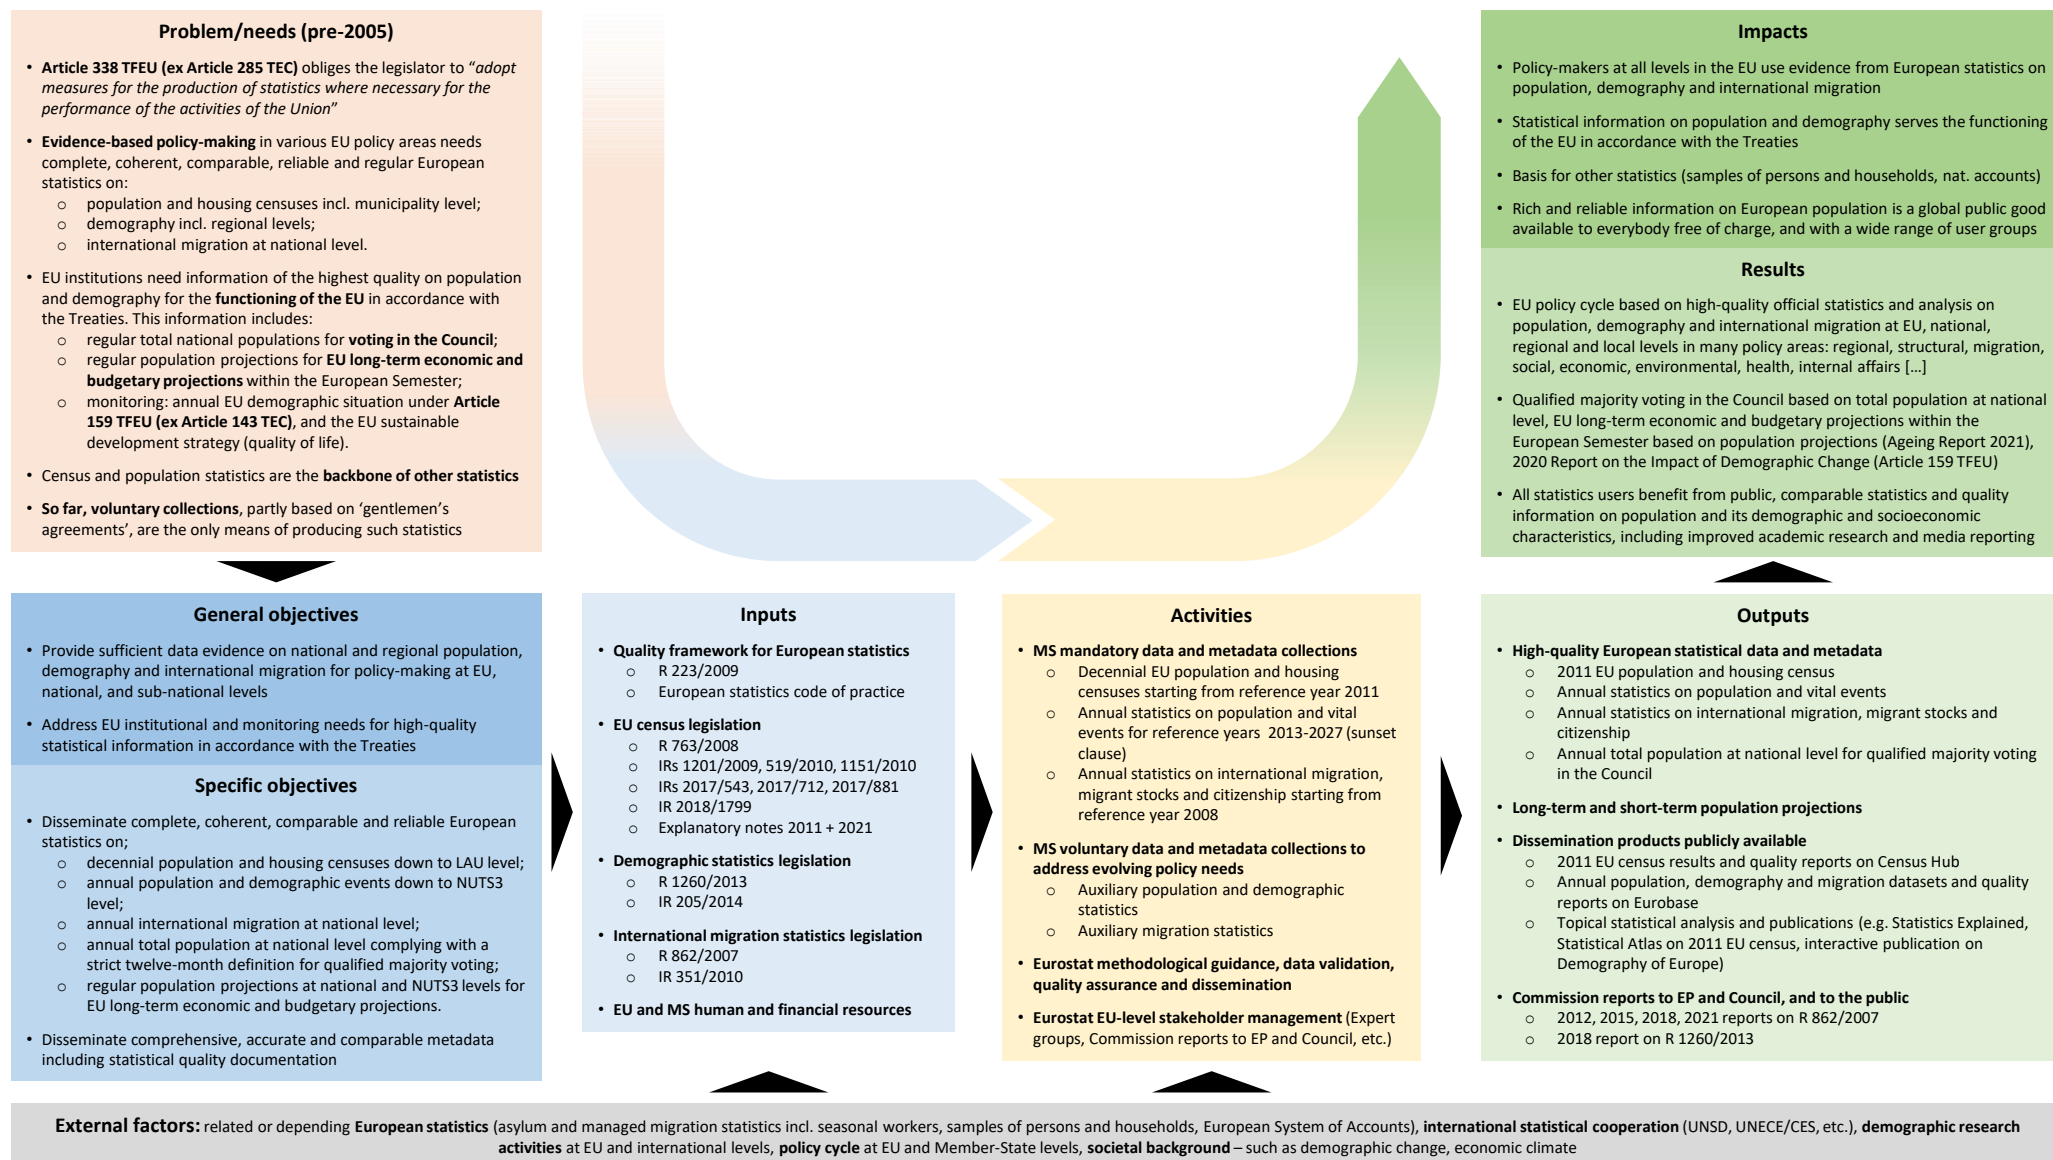 Problem/needs (pre-2005)
• Article 338 TFEU (ex Article 285 TEC) obliges the legislator to “adopt
measures for the production of statistics where necessary for the
performance of the activities of the Union”
• Evidence-based policy-making in various EU policy areas needs
complete, coherent, comparable, reliable and regular European
statistics on:
o population and housing censuses incl. municipality level;
o demography incl. regional levels;
o international migration at national level.
• EU institutions need information of the highest quality on population
and demography for the functioning of the EU in accordance with
the Treaties. This information includes:
o regular total national populations for voting in the Council;
o regular population projections for EU long-term economic and
budgetary projections within the European Semester;
o monitoring: annual EU demographic situation under Article
159 TFEU (ex Article 143 TEC), and the EU sustainable
development strategy (quality of life).
• Census and population statistics are the backbone of other statistics
• So far, voluntary collections, partly based on ‘gentlemen’s
agreements’, are the only means of producing such statistics
General objectives
• Provide sufficient data evidence on national and regional population,
demography and international migration for policy-making at EU,
national, and sub-national levels
• Address EU institutional and monitoring needs for high-quality
statistical information in accordance with the Treaties
Specific objectives
• Disseminate complete, coherent, comparable and reliable European
statistics on;
o decennial population and housing censuses down to LAU level;
o annual population and demographic events down to NUTS3
level;
o annual international migration at national level;
o annual total population at national level complying with a
strict twelve-month definition for qualified majority voting;
o regular population projections at national and NUTS3 levels for
EU long-term economic and budgetary projections.
• Disseminate comprehensive, accurate and comparable metadata
including statistical quality documentation
Inputs
• Quality framework for European statistics
o R 223/2009
o European statistics code of practice
• EU census legislation
o R 763/2008
o IRs 1201/2009, 519/2010, 1151/2010
o IRs 2017/543, 2017/712, 2017/881
o IR 2018/1799
o Explanatory notes 2011 + 2021
• Demographic statistics legislation
o R 1260/2013
o IR 205/2014
• International migration statistics legislation
o R 862/2007
o IR 351/2010
• EU and MS human and financial resources
Activities
• MS mandatory data and metadata collections
o Decennial EU population and housing
censuses starting from reference year 2011
o Annual statistics on population and vital
events for reference years 2013-2027 (sunset
clause)
o Annual statistics on international migration,
migrant stocks and citizenship starting from
reference year 2008
• MS voluntary data and metadata collections to
address evolving policy needs
o Auxiliary population and demographic
statistics
o Auxiliary migration statistics
• Eurostat methodological guidance, data validation,
quality assurance and dissemination
• Eurostat EU-level stakeholder management (Expert
groups, Commission reports to EP and Council, etc.)
Impacts
• Policy-makers at all levels in the EU use evidence from European statistics on
population, demography and international migration
• Statistical information on population and demography serves the functioning
of the EU in accordance with the Treaties
• Basis for other statistics (samples of persons and households, nat. accounts)
• Rich and reliable information on European population is a global public good
available to everybody free of charge, and with a wide range of user groups
Results
• EU policy cycle based on high-quality official statistics and analysis on
population, demography and international migration at EU, national,
regional and local levels in many policy areas: regional, structural, migration,
social, economic, environmental, health, internal affairs […]
• Qualified majority voting in the Council based on total population at national
level, EU long-term economic and budgetary projections within the
European Semester based on population projections (Ageing Report 2021),
2020 Report on the Impact of Demographic Change (Article 159 TFEU)
• All statistics users benefit from public, comparable statistics and quality
information on population and its demographic and socioeconomic
characteristics, including improved academic research and media reporting
Outputs
• High-quality European statistical data and metadata
o 2011 EU population and housing census
o Annual statistics on population and vital events
o Annual statistics on international migration, migrant stocks and
citizenship
o Annual total population at national level for qualified majority voting
in the Council
• Long-term and short-term population projections
• Dissemination products publicly available
o 2011 EU census results and quality reports on Census Hub
o Annual population, demography and migration datasets and quality
reports on Eurobase
o Topical statistical analysis and publications (e.g. Statistics Explained,
Statistical Atlas on 2011 EU census, interactive publication on
Demography of Europe)
• Commission reports to EP and Council, and to the public
o 2012, 2015, 2018, 2021 reports on R 862/2007
o 2018 report on R 1260/2013
External factors: related or depending European statistics (asylum and managed migration statistics incl. seasonal workers, samples of persons and households, European System of Accounts), international statistical cooperation (UNSD, UNECE/CES, etc.), demographic research
activities at EU and international levels, policy cycle at EU and Member-State levels, societal background – such as demographic change, economic climate